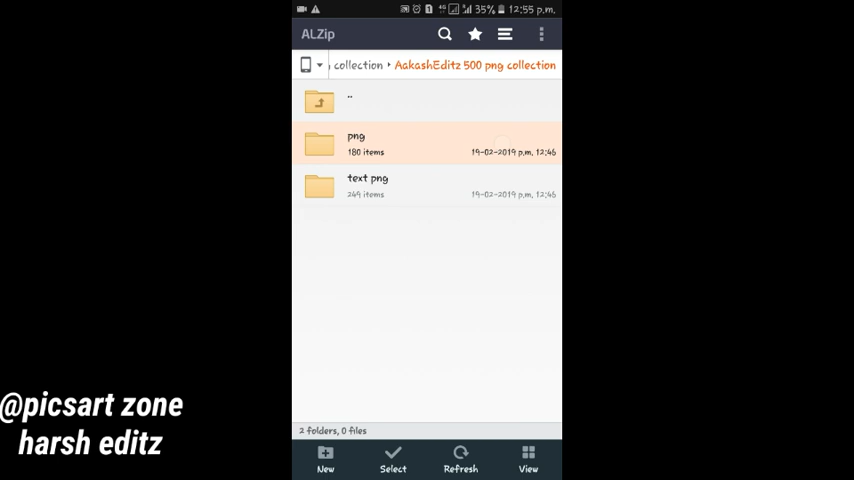 35% 12:55 p.m.
ALZip
collection ‣ AakashEditz 500 png collection
..
png
180 items 19-02-2019 p.m. 12:46
text png
249 items 19-02-2019 p.m. 12:46
@picsart zone
harsh editz
2 folders, 0 files
New Select Refresh View